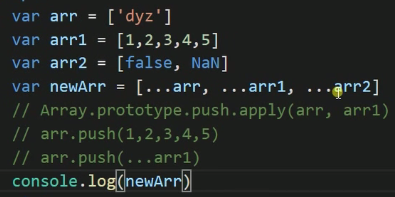 var arr = ['dyz']
var arr1 = [1,2,3,4,5]
var arr2 = [false, NaN]
var newArr = [...arr, ...arr1, ...arr2]
// Array.prototype.push.apply(arr, arr1)
// arr.push(1,2,3,4,5)
// arr.push(...arr1)
console.log(newArr)